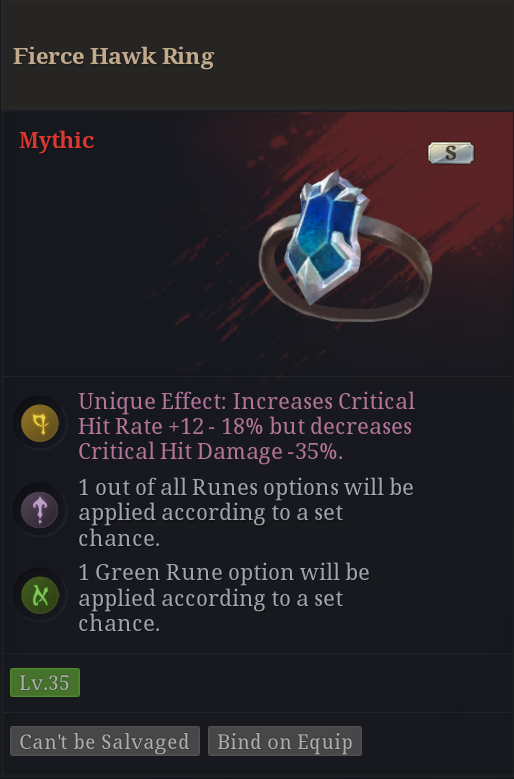 Fierce Hawk Ring
Mythic
S
Unique Effect: Increases Critical
Hit Rate +12 - 18% but decreases
Critical Hit Damage -35%.
1 out of all Runes options will be
applied according to a set
chance.
1 Green Rune option will be
applied according to a set
chance.
Lv.35
Can't be Salvaged
Bind on Equip